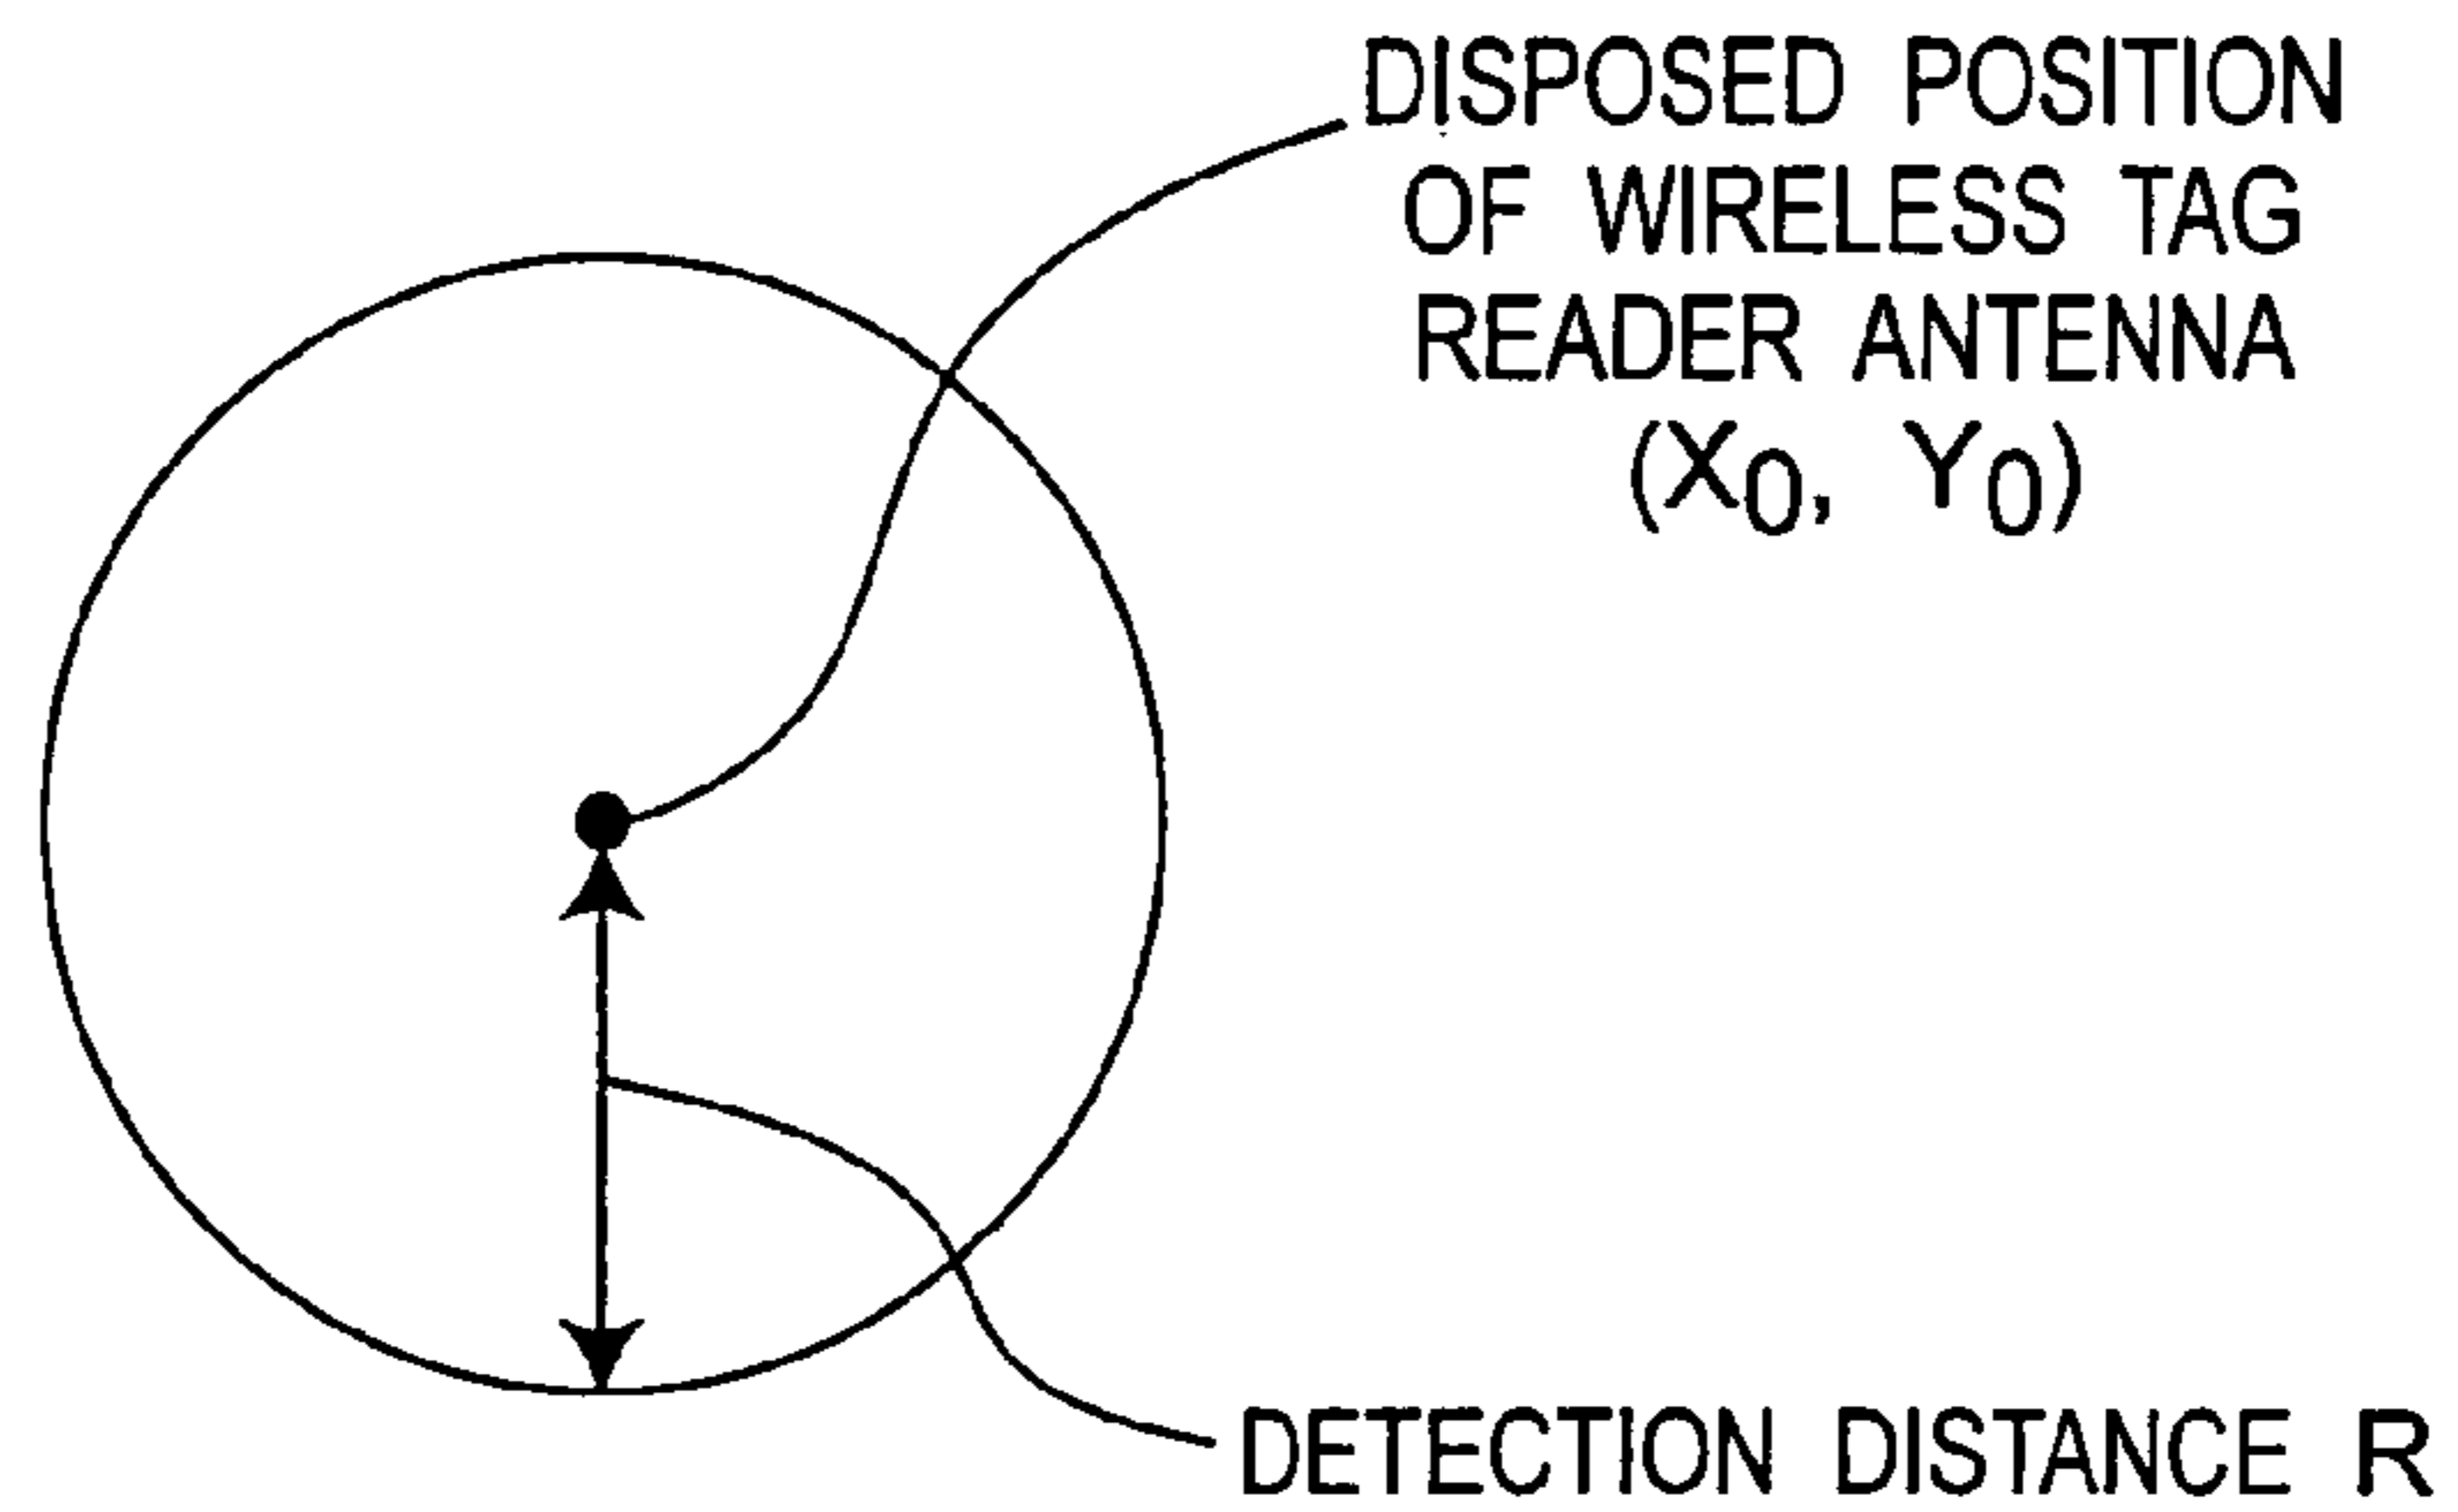 DISPOSED POSITION
OF WIRELESS TAG
READER ANTENNA
(X₀, Y₀)
DETECTION DISTANCE R